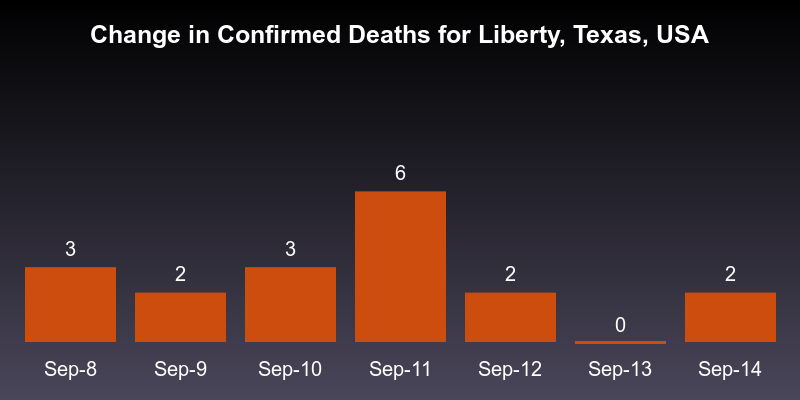 Change in Confirmed Deaths for Liberty, Texas, USA
3 2 3 6 2 0 2
Sep-8 Sep-9 Sep-10 Sep-11 Sep-12 Sep-13 Sep-14